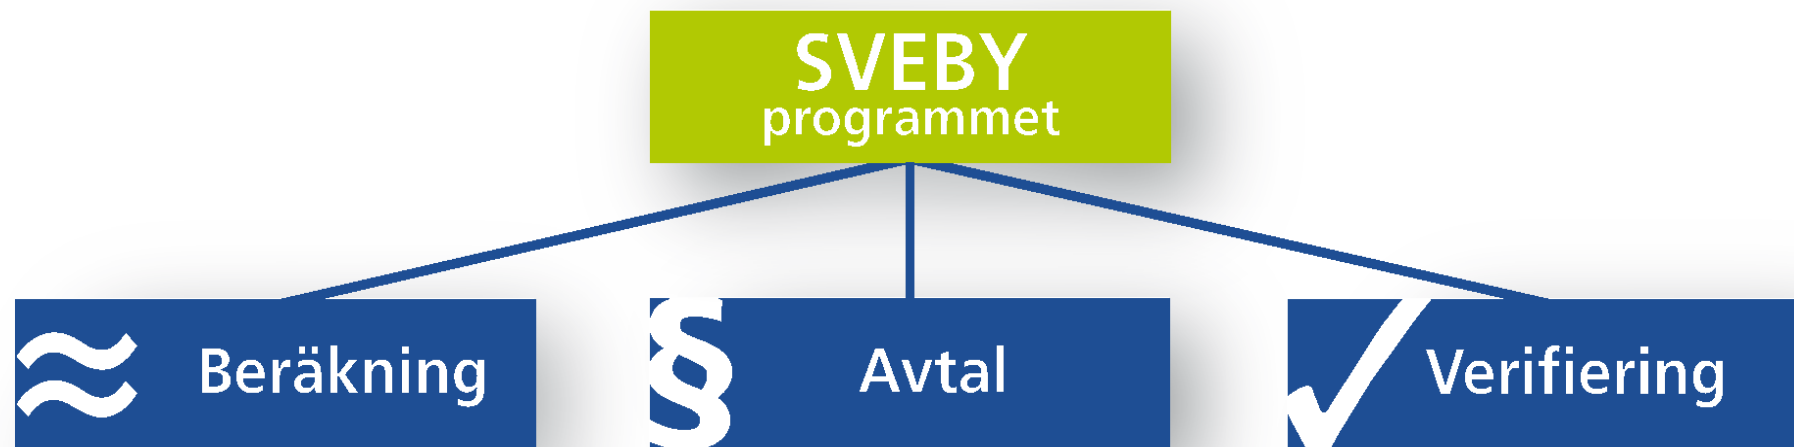 SVEBY
programmet
≈ Beräkning
§ Avtal
✓ Verifiering